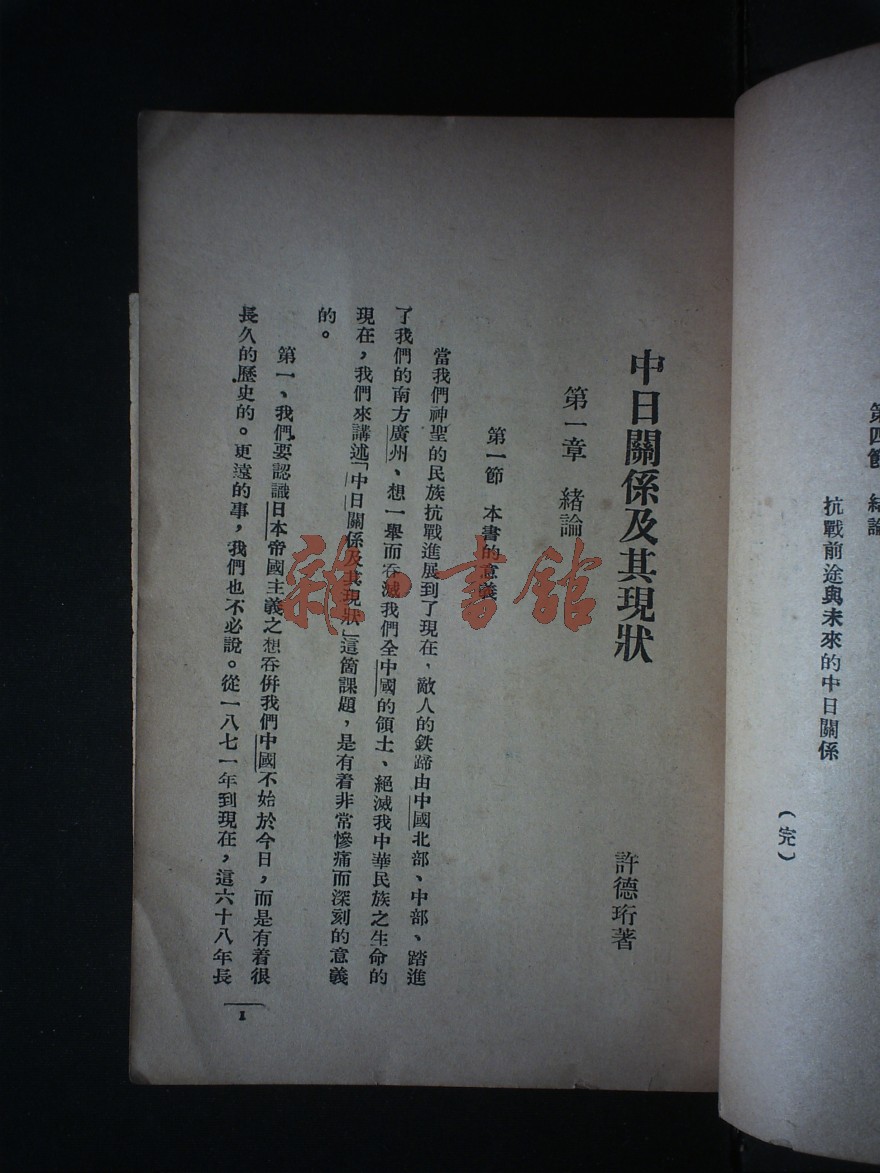 第四節 結論
抗戰前途與未來的中日關係
(完)
中日關係及其現狀
許德珩著
第一章 緒論
第一節 本書的意義
當我們神聖的民族抗戰進展到了現在，敵人的鉄蹄由中國北部、中部、踏進
了我們的南方廣州、想一舉而吞滅我們全中國的領土、絕滅我中華民族之生命的
現在，我們來講述「中日關係及其現狀」這箇課題，是有着非常慘痛而深刻的意義
的。
第一、我們要認識日本帝國主義之想吞併我們中國不始於今日，而是有着很
長久的歷史的。更遠的事，我們也不必說。從一八七一年到現在，這六十八年長
1
雜·書館